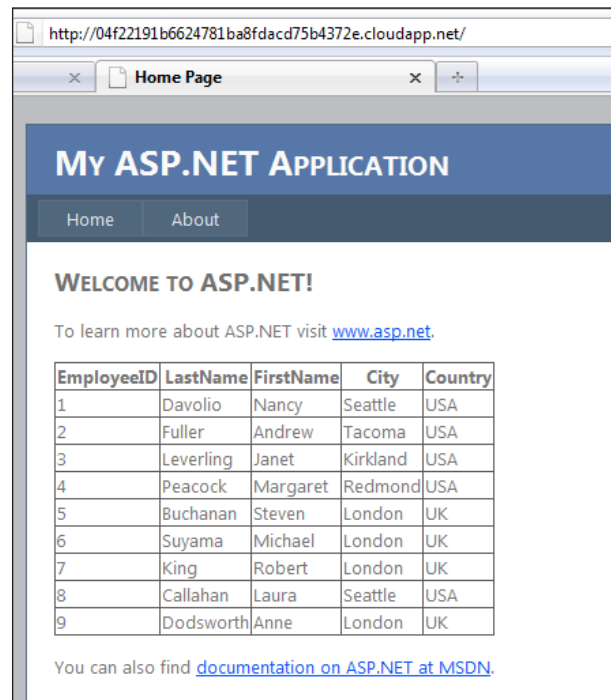 http://04f22191b6624781ba8fdacd75b4372e.cloudapp.net/
Home Page
My ASP.NET Application
Home About
Welcome to ASP.NET!
To learn more about ASP.NET visit www.asp.net.
EmployeeID LastName FirstName City Country
1 Davolio Nancy Seattle USA
2 Fuller Andrew Tacoma USA
3 Leverling Janet Kirkland USA
4 Peacock Margaret Redmond USA
5 Buchanan Steven London UK
6 Suyama Michael London UK
7 King Robert London UK
8 Callahan Laura Seattle USA
9 Dodsworth Anne London UK
You can also find documentation on ASP.NET at MSDN.